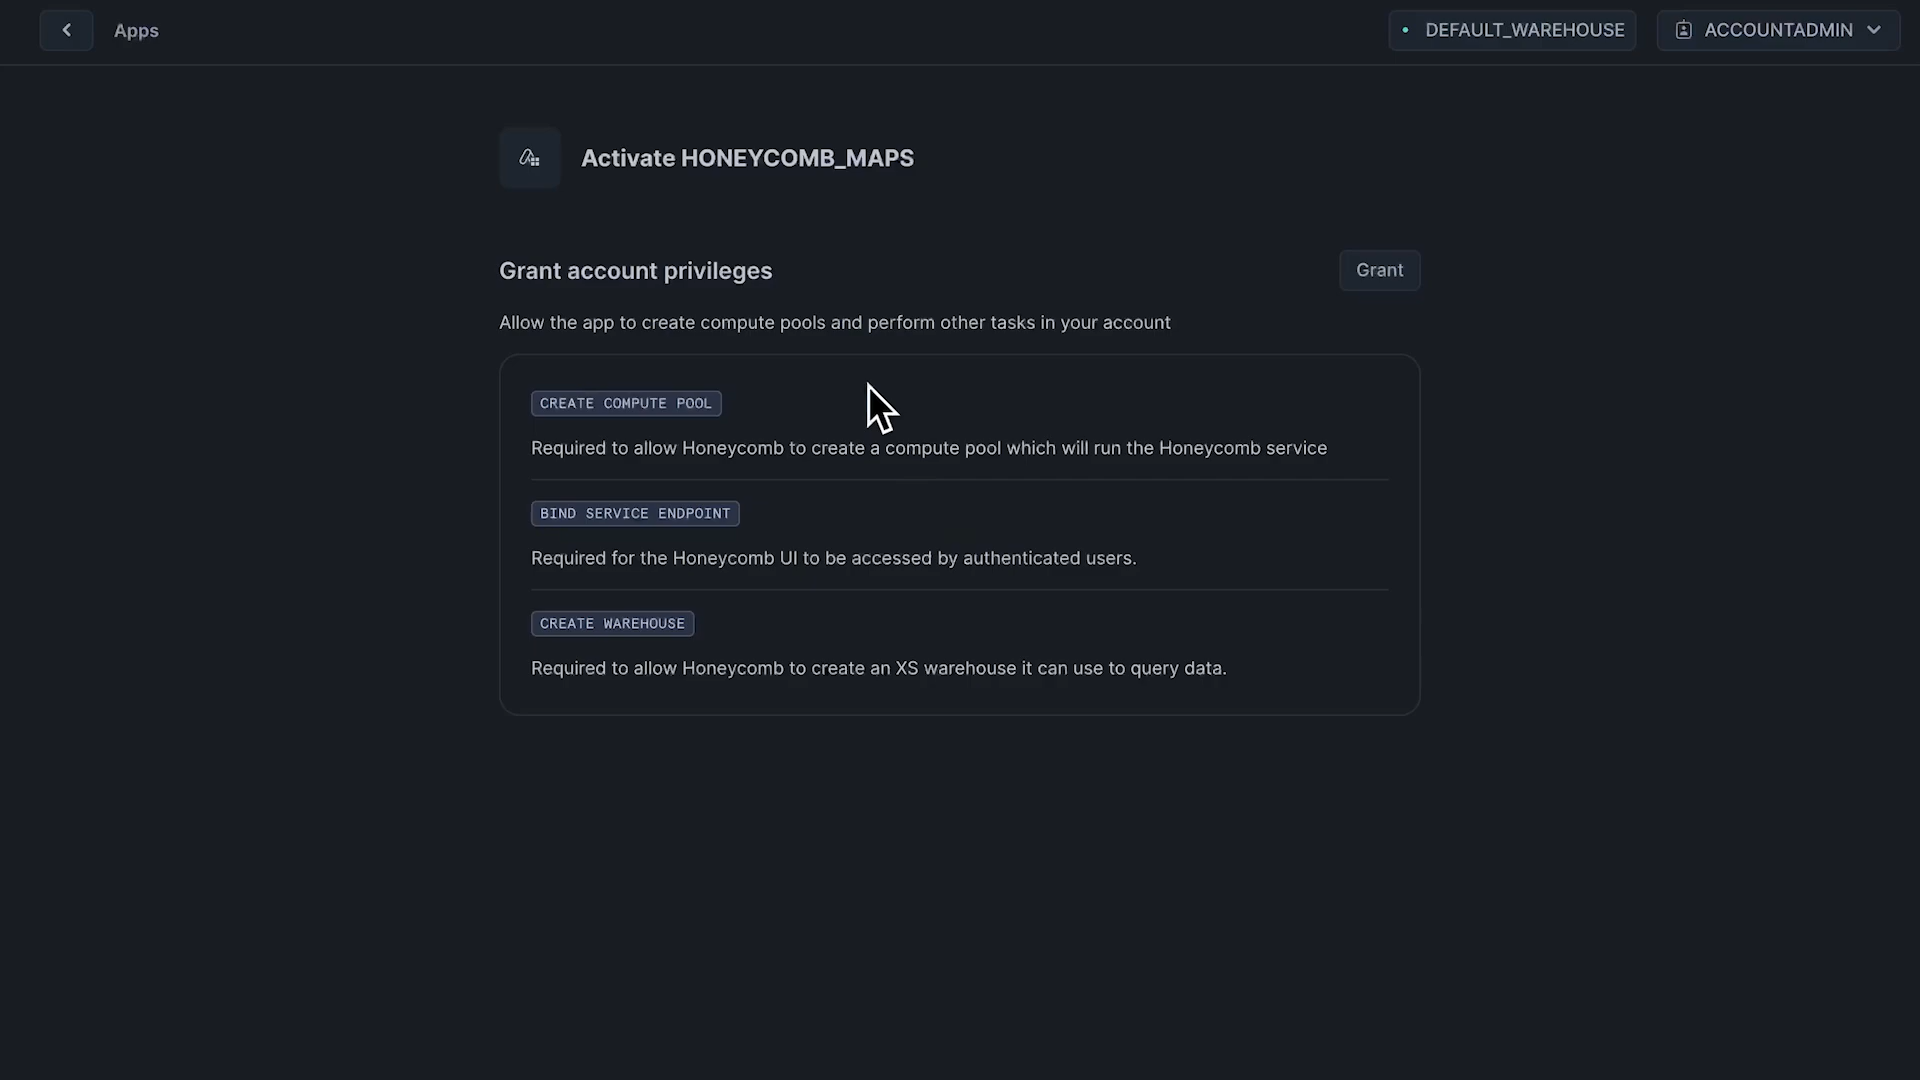 Apps
DEFAULT_WAREHOUSE
ACCOUNTADMIN
Activate HONEYCOMB_MAPS
Grant account privileges
Grant
Allow the app to create compute pools and perform other tasks in your account
CREATE COMPUTE POOL
Required to allow Honeycomb to create a compute pool which will run the Honeycomb service
BIND SERVICE ENDPOINT
Required for the Honeycomb UI to be accessed by authenticated users.
CREATE WAREHOUSE
Required to allow Honeycomb to create an XS warehouse it can use to query data.